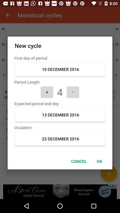 Menstrual cycles
New cycle
First day of period
10 DECEMBER 2016
Period Length
+ 4 -
Expected period end day
13 DECEMBER 2016
Ovulation
23 DECEMBER 2016
CANCEL OK